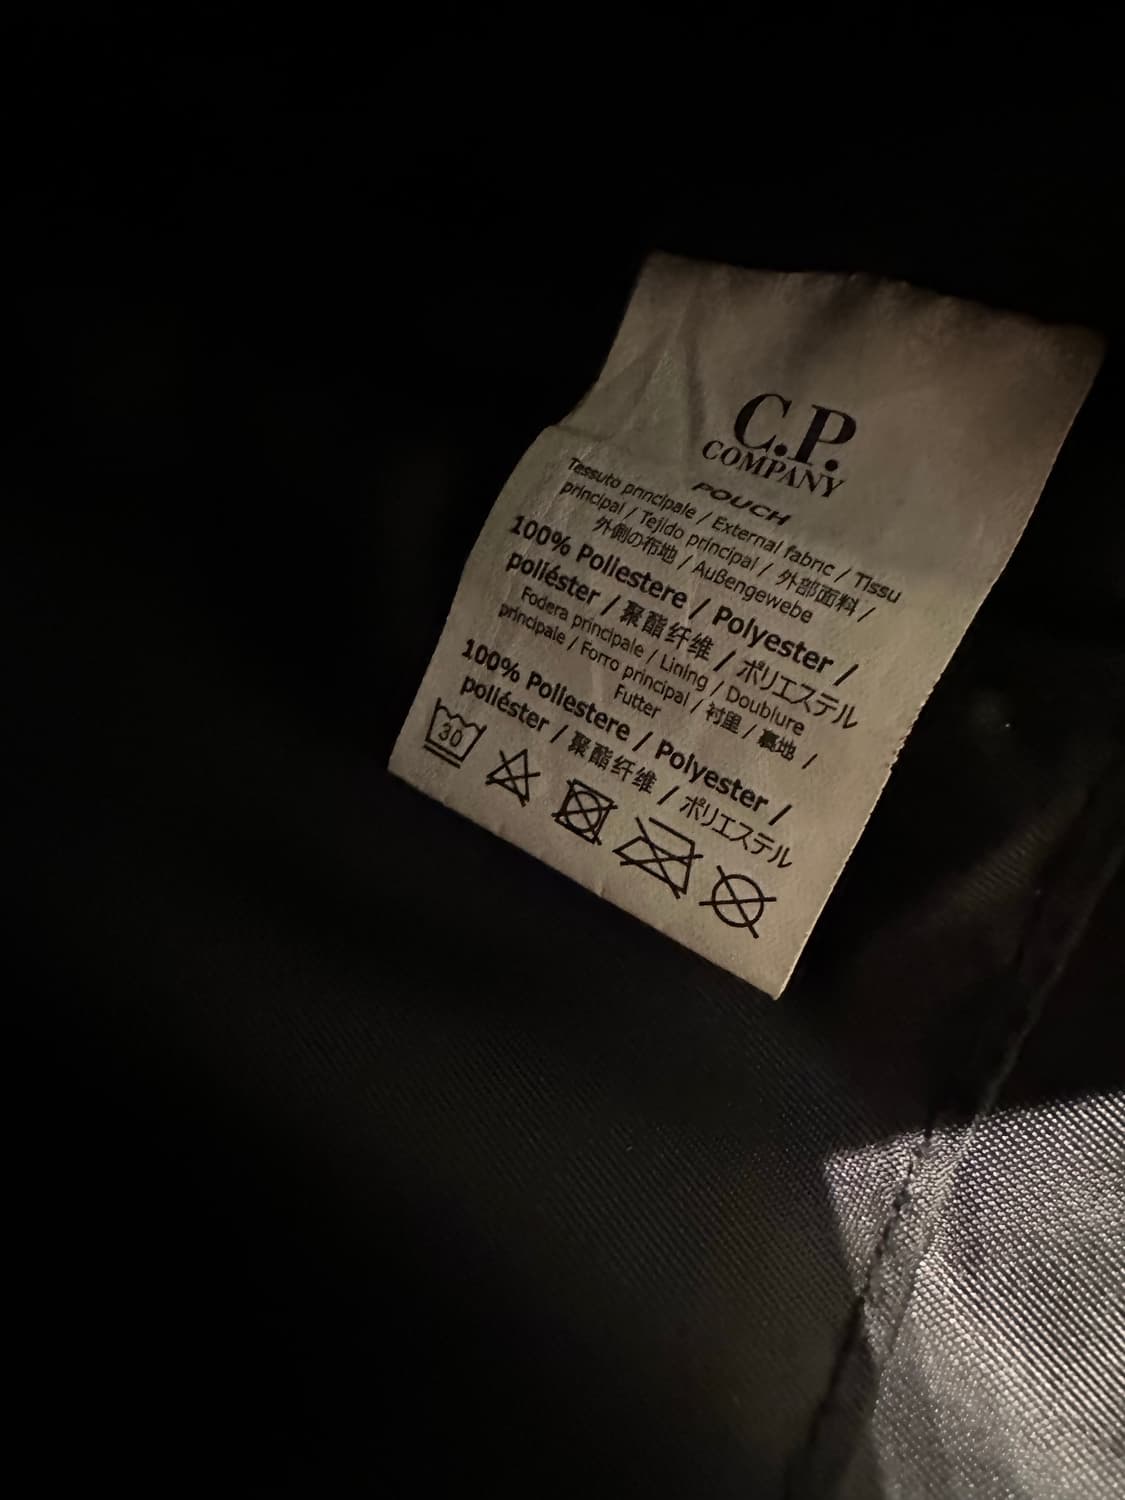 C.P.
COMPANY
POUCH
Tessuto principale / External fabric / Tissu
principal / Tejido principal / 外部面料 /
外側の布地 / Außengewebe
100% Poliestere / Polyester /
poliéster / 聚酯纤维 / ポリエステル
Fodera principale / Lining / Doublure
principale / Forro principal / 衬里 / 裏地 /
Futter
100% Poliestere / Polyester /
poliéster / 聚酯纤维 / ポリエステル
30